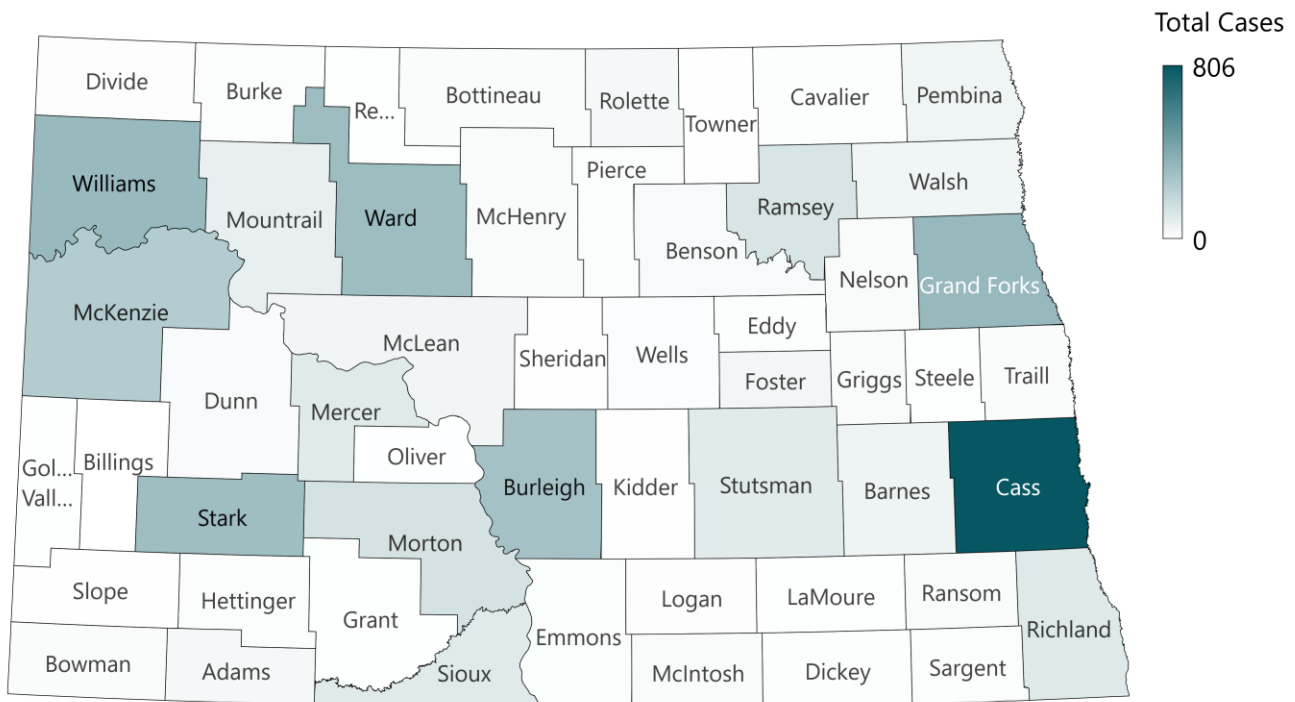 Total Cases
806
0
Divide
Burke
Re...
Bottineau
Rolette
Towner
Cavalier
Pembina
Williams
Mountrail
Ward
McHenry
Pierce
Benson
Ramsey
Walsh
Nelson
Grand Forks
McKenzie
Dunn
McLean
Mercer
Oliver
Sheridan
Wells
Eddy
Foster
Griggs
Steele
Traill
Gol...
Vall...
Billings
Stark
Morton
Burleigh
Kidder
Stutsman
Barnes
Cass
Slope
Hettinger
Grant
Bowman
Adams
Sioux
Emmons
Logan
McIntosh
LaMoure
Dickey
Ransom
Sargent
Richland